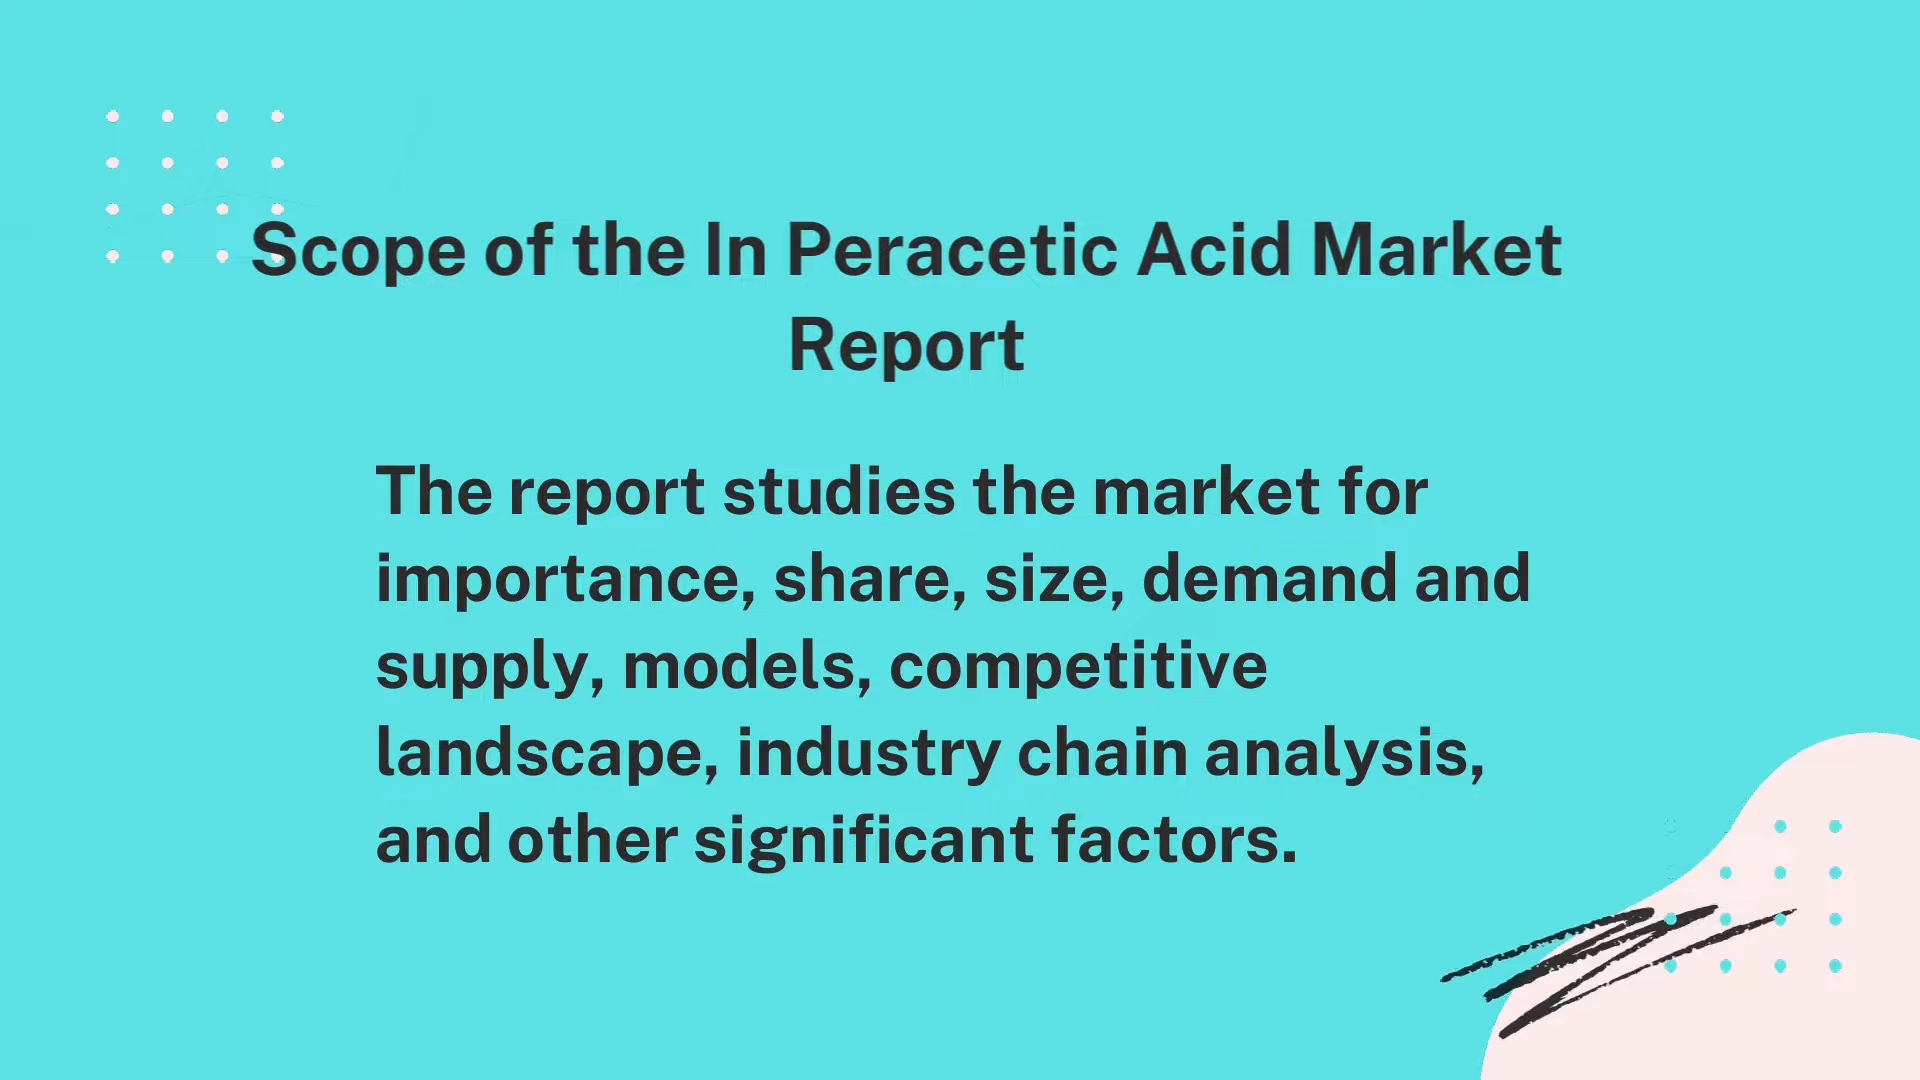 Scope of the In Peracetic Acid Market
Report
The report studies the market for
importance, share, size, demand and
supply, models, competitive
landscape, industry chain analysis,
and other significant factors.